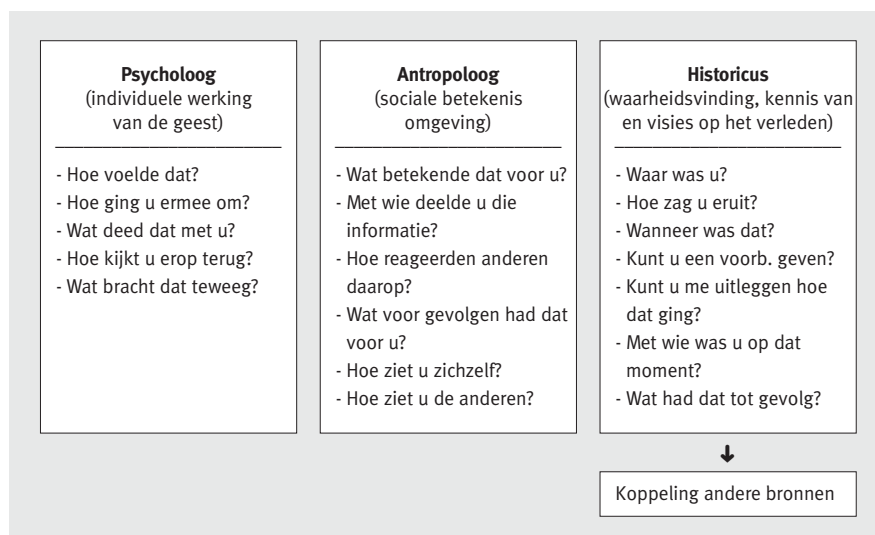 Psycholoog
(individuele werking
van de geest)
- Hoe voelde dat?
- Hoe ging u ermee om?
- Wat deed dat met u?
- Hoe kijkt u erop terug?
- Wat bracht dat teweeg?
Antropoloog
(sociale betekenis
omgeving)
- Wat betekende dat voor u?
- Met wie deelde u die
informatie?
- Hoe reageerden anderen
daarop?
- Wat voor gevolgen had dat
voor u?
- Hoe ziet u zichzelf?
- Hoe ziet u de anderen?
Historicus
(waarheidsvinding, kennis van
en visies op het verleden)
- Waar was u?
- Hoe zag u eruit?
- Wanneer was dat?
- Kunt u een voorb. geven?
- Kunt u me uitleggen hoe
dat ging?
- Met wie was u op dat
moment?
- Wat had dat tot gevolg?
Koppeling andere bronnen